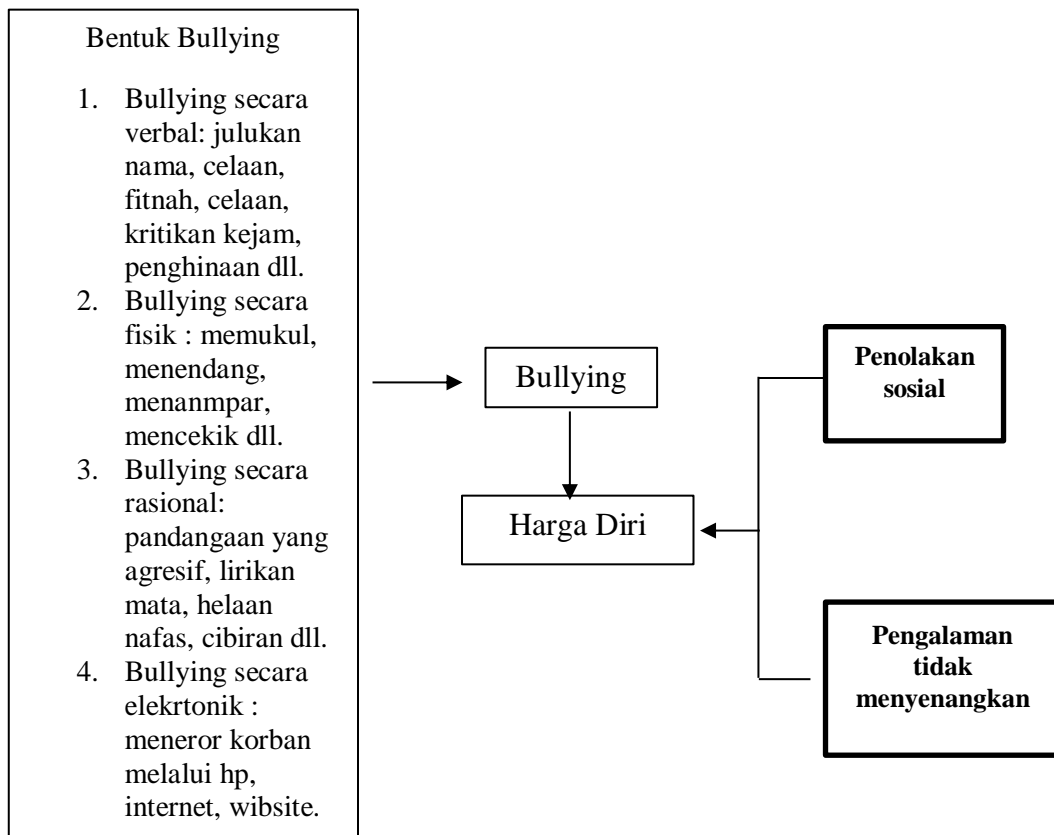 Bentuk Bullying
1. Bullying secara
verbal: julukan
nama, celaan,
fitnah, celaan,
kritikan kejam,
penghinaan dll.
2. Bullying secara
fisik : memukul,
menendang,
menanmpar,
mencekik dll.
3. Bullying secara
rasional:
pandangaan yang
agresif, lirikan
mata, helaan
nafas, cibiran dll.
4. Bullying secara
elekrtonik :
meneror korban
melalui hp,
internet, wibsite.
Bullying
Harga Diri
Penolakan
sosial
Pengalaman
tidak
menyenangkan